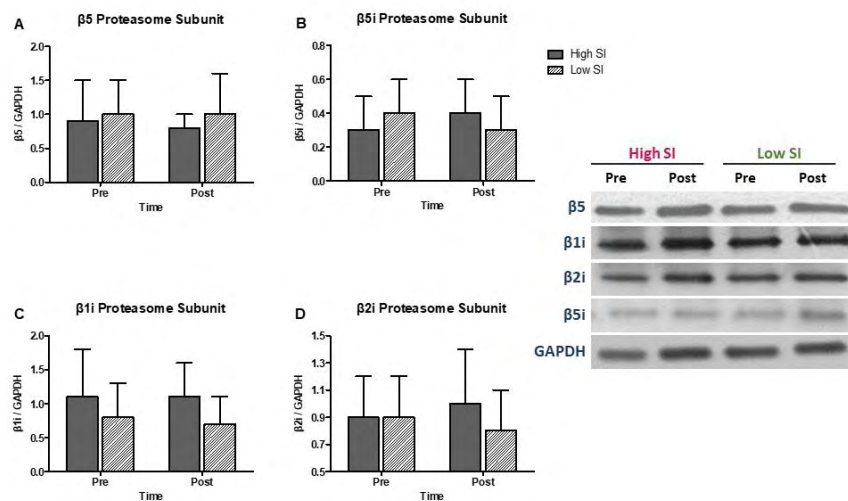 A
β5 Proteasome Subunit
β5 / GAPDH
2.0
1.5
1.0
0.5
0.0
Pre Post
Time
B
β5i Proteasome Subunit
β5i / GAPDH
0.8
0.6
0.4
0.2
0.0
Pre Post
Time
High SI
Low SI
C
β1i Proteasome Subunit
β1i / GAPDH
2.0
1.5
1.0
0.5
0.0
Pre Post
Time
D
β2i Proteasome Subunit
β2i / GAPDH
1.5
1.3
1.1
0.9
0.7
0.5
Pre Post
Time
High SI Low SI
Pre Post Pre Post
β5
β1i
β2i
β5i
GAPDH